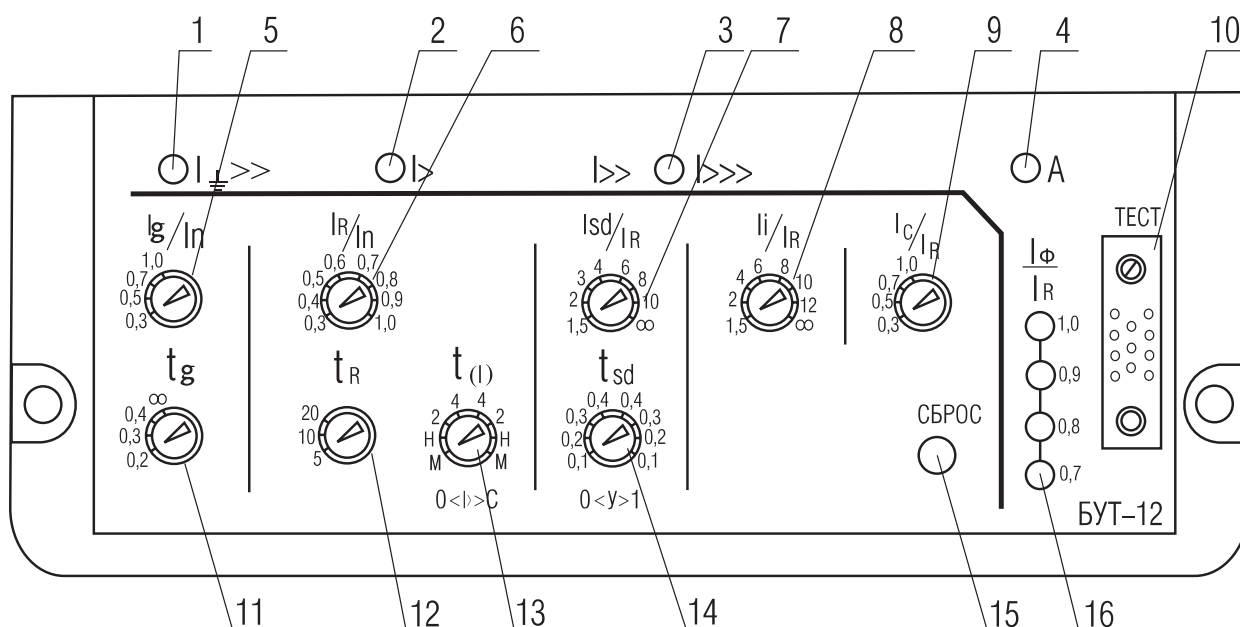 1 5 2 6 3 7 8 9 4 10
I >> I> I>> I>>> A
Ig/In IR/In Isd/IR Ii/IR IC/IR ТЕСТ
0,3 0,5 0,7 1,0
0,3 0,4 0,5 0,6 0,7 0,8 0,9 1,0
1,5 2 3 4 6 8 10 ∞
1,5 2 4 6 8 10 12 ∞
0,3 0,5 0,7 1,0
IФ/IR
1,0
0,9
0,8
0,7
tg tR t(I) tsd
0,2 0,3 0,4 ∞
5 10 20
М Н 2 4 4 2 Н М
0,1 0,2 0,3 0,4 0,4 0,3 0,2 0,1
СБРОС
0<I>>C 0<У>1
БУТ–12
11 12 13 14 15 16